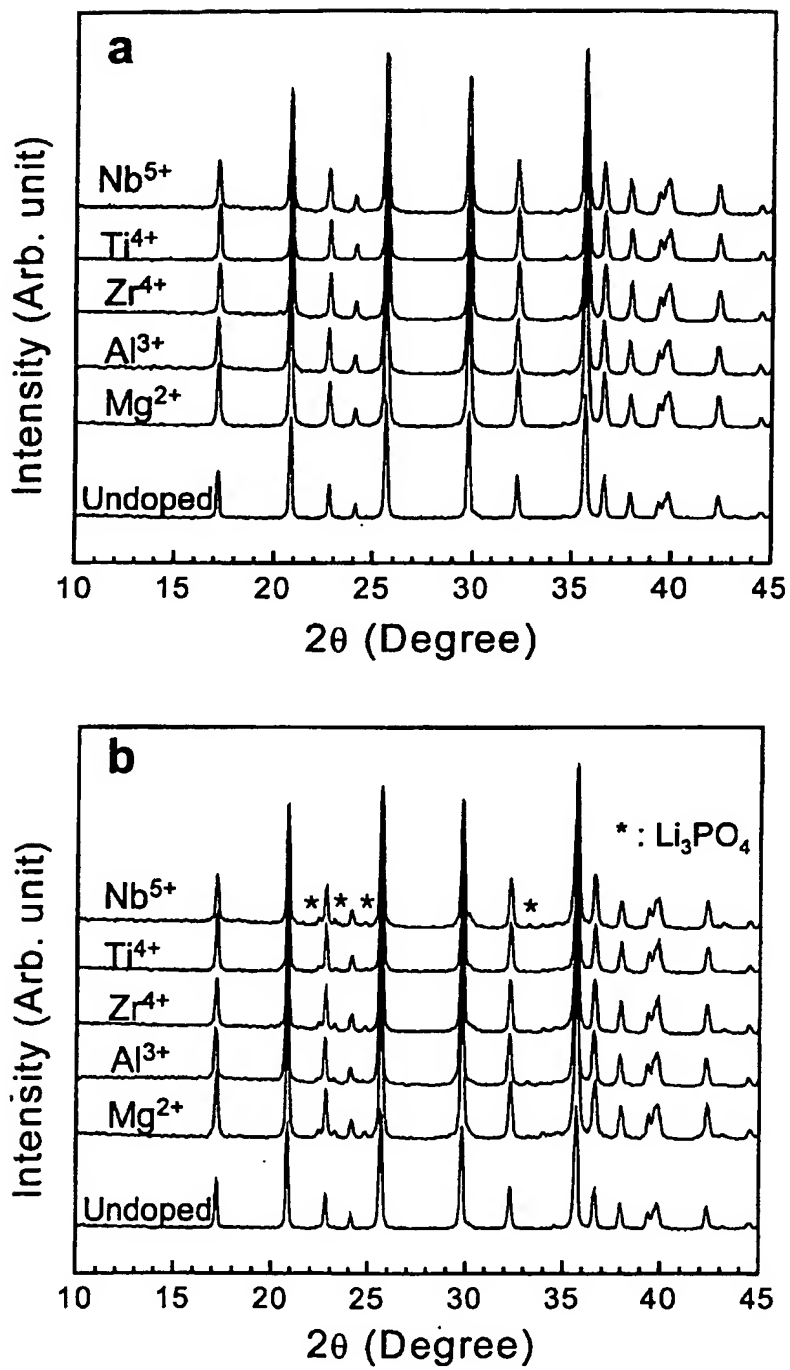 a
Intensity (Arb. unit)
Nb⁵⁺
Ti⁴⁺
Zr⁴⁺
Al³⁺
Mg²⁺
Undoped
10 15 20 25 30 35 40 45
2θ (Degree)
b
* : Li₃PO₄
Intensity (Arb. unit)
Nb⁵⁺ * * * *
Ti⁴⁺
Zr⁴⁺
Al³⁺
Mg²⁺
Undoped
10 15 20 25 30 35 40 45
2θ (Degree)